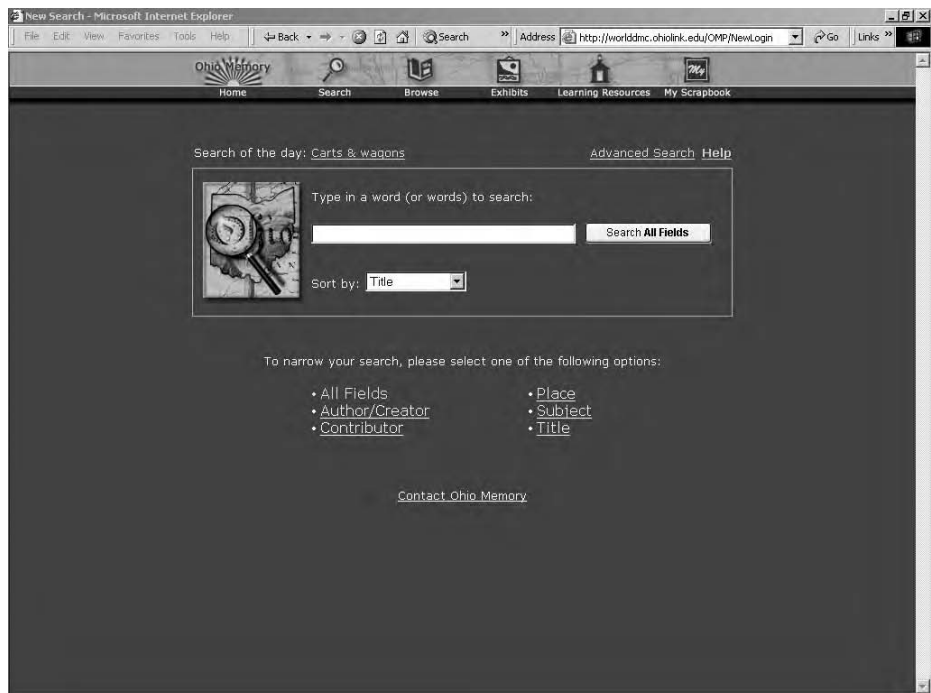 New Search - Microsoft Internet Explorer
File Edit View Favorites Tools Help Back Search » Address http://worlddmc.ohiolink.edu/OMP/NewLogin Go Links »
Ohio Memory My
Home Search Browse Exhibits Learning Resources My Scrapbook
Search of the day: Carts & wagons Advanced Search Help
Type in a word (or words) to search:
Search All Fields
Sort by: Title
To narrow your search, please select one of the following options:
• All Fields • Place
• Author/Creator • Subject
• Contributor • Title
Contact Ohio Memory